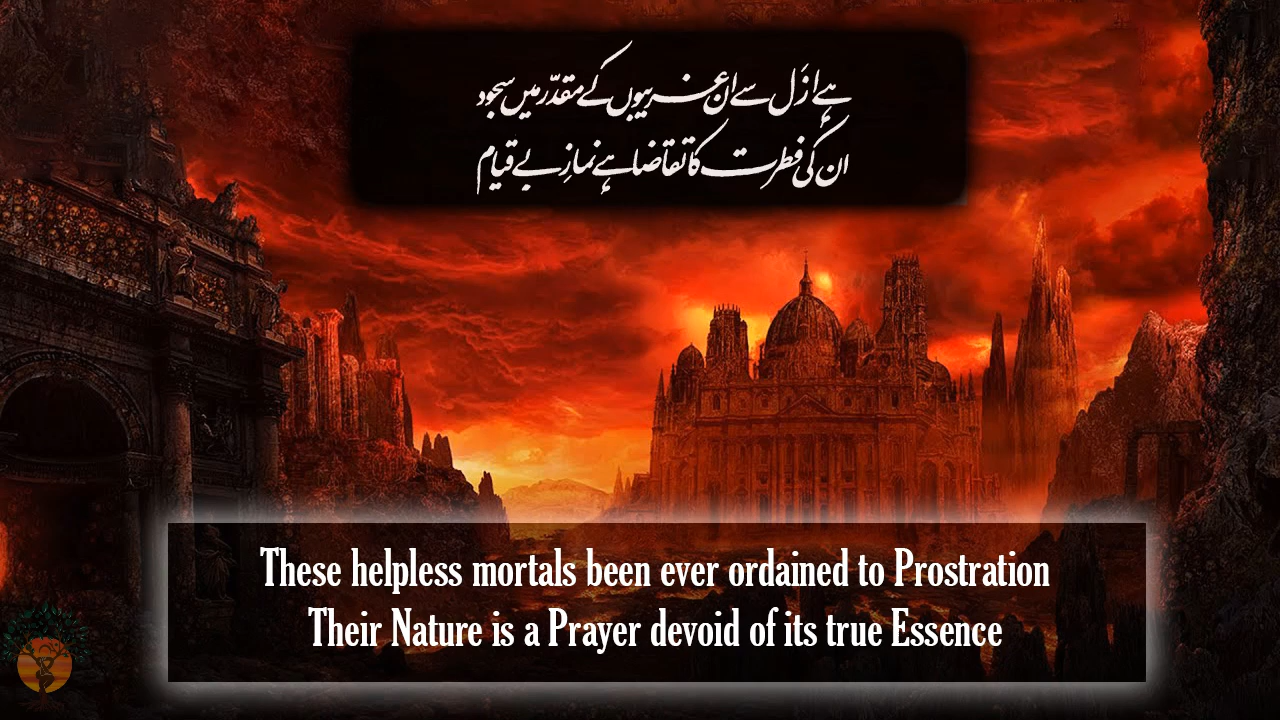 ہے ازَل سے ان غریبوں کے مقدّر میں سجود
ان کی فطرت کا تقاضا ہے نمازِ بے قیام
These helpless mortals been ever ordained to Prostration
Their Nature is a Prayer devoid of its true Essence